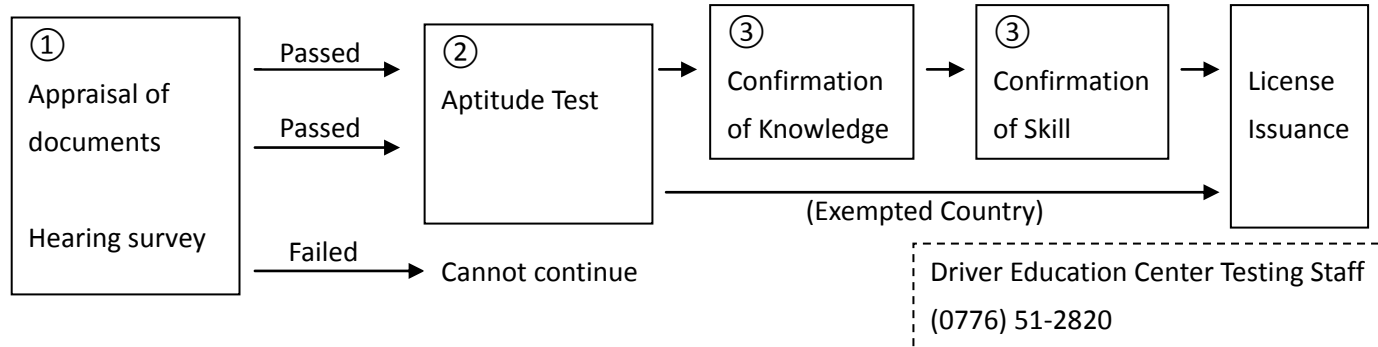 ①
Appraisal of
documents
Hearing survey
Passed
Passed
Failed
②
Aptitude Test
Cannot continue
③
Confirmation
of Knowledge
③
Confirmation
of Skill
License
Issuance
(Exempted Country)
Driver Education Center Testing Staff
(0776) 51-2820